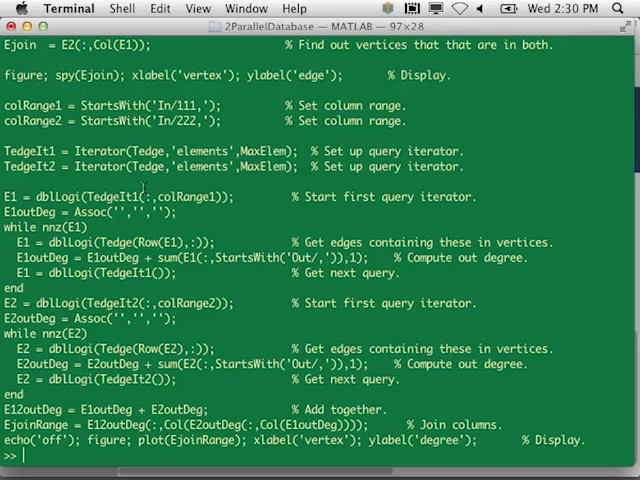 Terminal Shell Edit View Window Help Wed 2:30 PM
2ParallelDatabase — MATLAB — 97×28
Ejoin = E2(:,Col(E1)); % Find out vertices that that are in both.
figure; spy(Ejoin); xlabel('vertex'); ylabel('edge'); % Display.
colRange1 = StartsWith('In/111,'); % Set column range.
colRange2 = StartsWith('In/222,'); % Set column range.
TedgeIt1 = Iterator(Tedge,'elements',MaxElem); % Set up query iterator.
TedgeIt2 = Iterator(Tedge,'elements',MaxElem); % Set up query iterator.
E1 = dblLogi(TedgeIt1(:,colRange1)); % Start first query iterator.
E1outDeg = Assoc('','','');
while nnz(E1)
E1 = dblLogi(Tedge(Row(E1),:)); % Get edges containing these in vertices.
E1outDeg = E1outDeg + sum(E1(:,StartsWith('Out/,')),1); % Compute out degree.
E1 = dblLogi(TedgeIt1()); % Get next query.
end
E2 = dblLogi(TedgeIt2(:,colRange2)); % Start first query iterator.
E2outDeg = Assoc('','','');
while nnz(E2)
E2 = dblLogi(Tedge(Row(E2),:)); % Get edges containing these in vertices.
E2outDeg = E2outDeg + sum(E2(:,StartsWith('Out/,')),1); % Compute out degree.
E2 = dblLogi(TedgeIt2()); % Get next query.
end
E12outDeg = E1outDeg + E2outDeg; % Add together.
EjoinRange = E12outDeg(:,Col(E2outDeg(:,Col(E1outDeg)))); % Join columns.
echo('off'); figure; plot(EjoinRange); xlabel('vertex'); ylabel('degree'); % Display.
>>